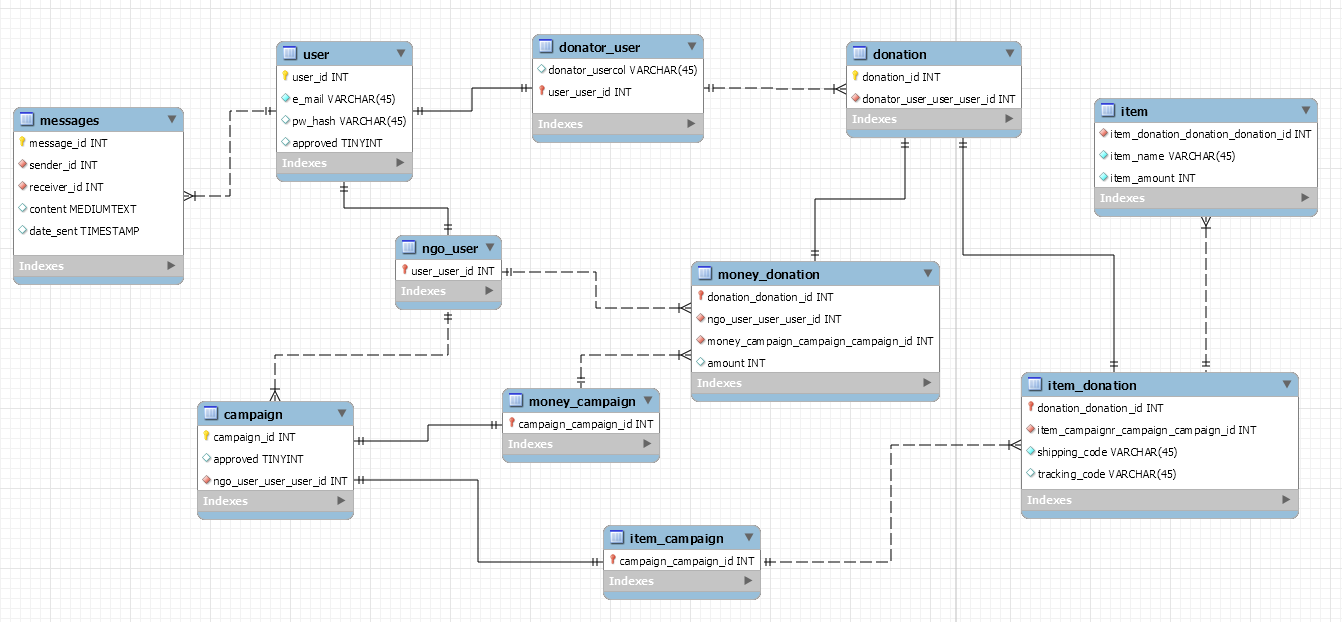 user
user_id INT
e_mail VARCHAR(45)
pw_hash VARCHAR(45)
approved TINYINT
Indexes
donator_user
donator_usercol VARCHAR(45)
user_user_id INT
Indexes
donation
donation_id INT
donator_user_user_user_id INT
Indexes
messages
message_id INT
sender_id INT
receiver_id INT
content MEDIUMTEXT
date_sent TIMESTAMP
Indexes
item
item_donation_donation_donation_id INT
item_name VARCHAR(45)
item_amount INT
Indexes
ngo_user
user_user_id INT
Indexes
money_donation
donation_donation_id INT
ngo_user_user_user_id INT
money_campaign_campaign_campaign_id INT
amount INT
Indexes
campaign
campaign_id INT
approved TINYINT
ngo_user_user_user_id INT
Indexes
money_campaign
campaign_campaign_id INT
Indexes
item_donation
donation_donation_id INT
item_campaignr_campaign_campaign_id INT
shipping_code VARCHAR(45)
tracking_code VARCHAR(45)
Indexes
item_campaign
campaign_campaign_id INT
Indexes